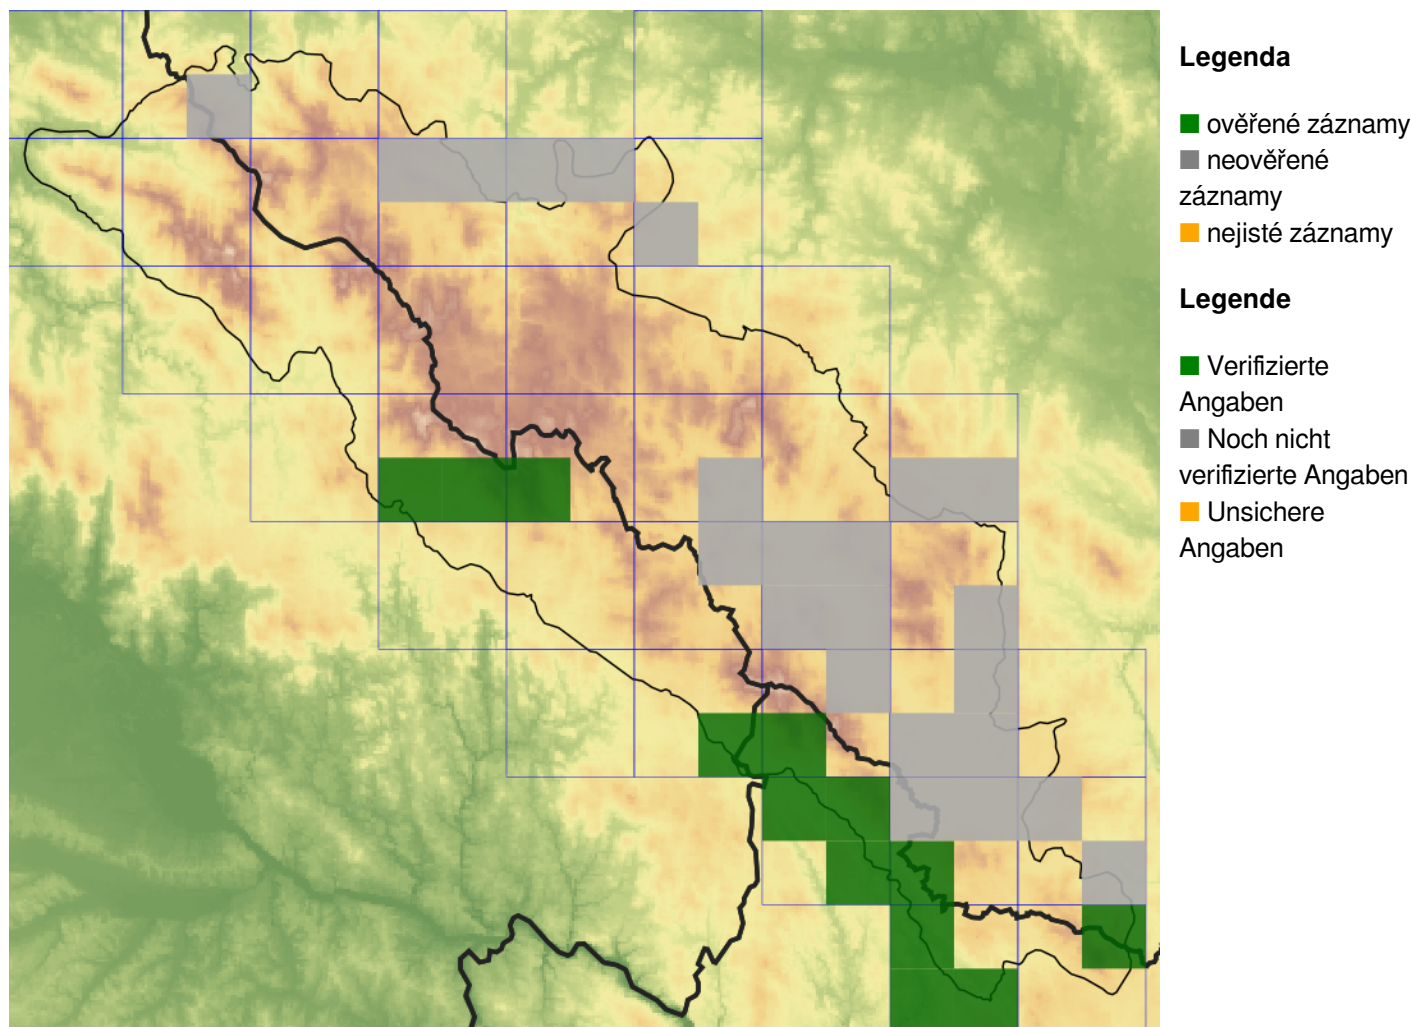 Legenda
ověřené záznamy
neověřené
záznamy
nejisté záznamy
Legende
Verifizierte
Angaben
Noch nicht
verifizierte Angaben
Unsichere
Angaben